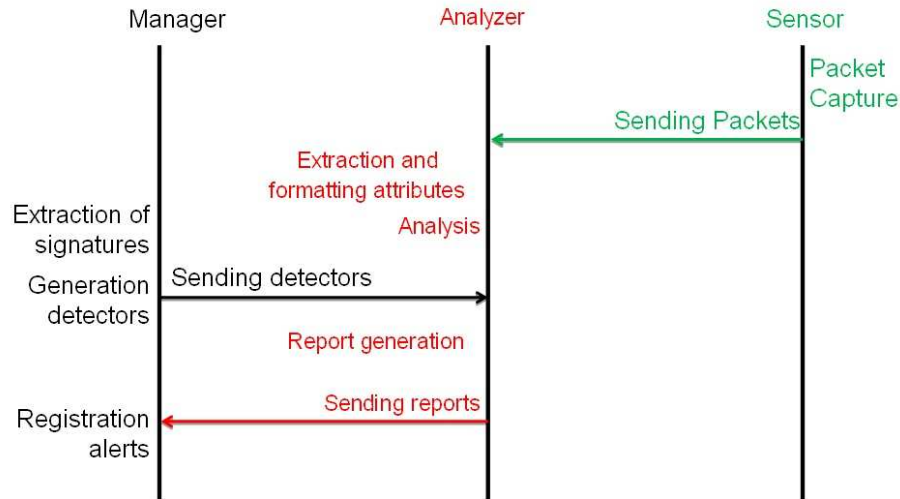 Manager
Analyzer
Sensor
Packet
Capture
Sending Packets
Extraction and
formatting attributes
Analysis
Extraction of
signatures
Sending detectors
Generation
detectors
Report generation
Sending reports
Registration
alerts